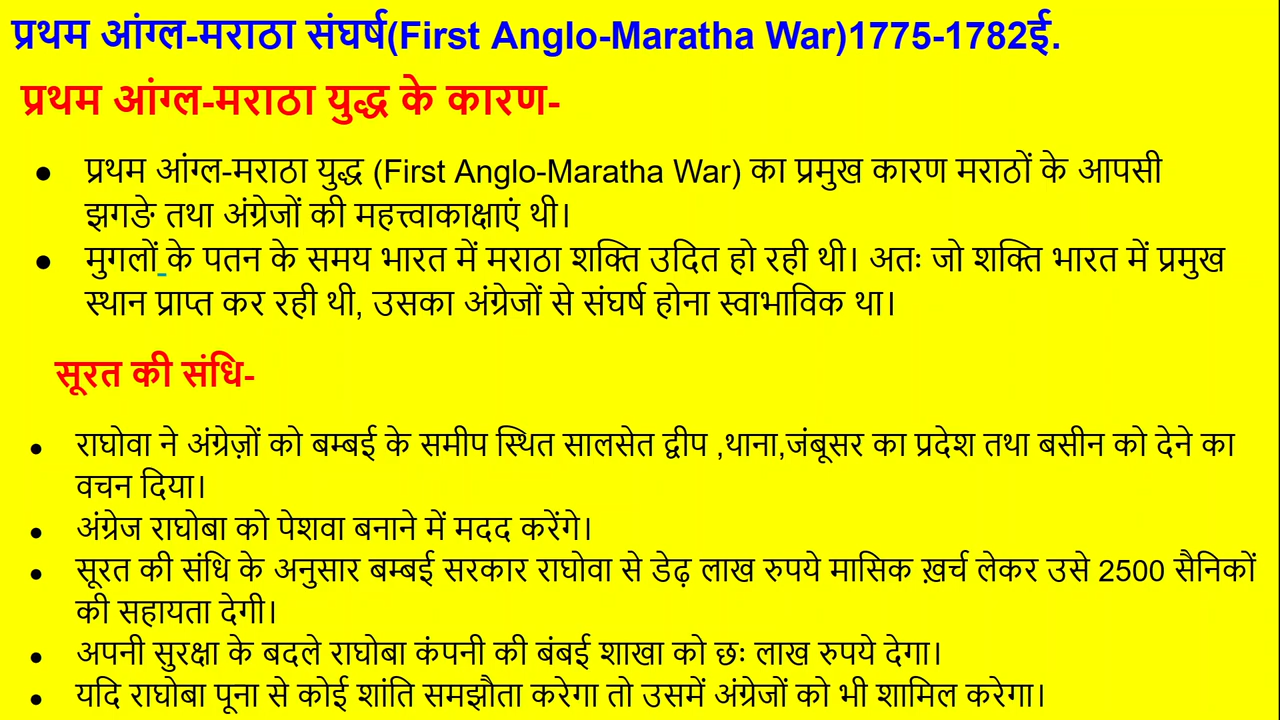 प्रथम आंग्ल-मराठा संघर्ष(First Anglo-Maratha War)1775-1782ई.
प्रथम आंग्ल-मराठा युद्ध के कारण-
● प्रथम आंग्ल-मराठा युद्ध (First Anglo-Maratha War) का प्रमुख कारण मराठों के आपसी
झगङे तथा अंग्रेजों की महत्त्वाकाक्षाएं थी।
● मुगलों के पतन के समय भारत में मराठा शक्ति उदित हो रही थी। अतः जो शक्ति भारत में प्रमुख
स्थान प्राप्त कर रही थी, उसका अंग्रेजों से संघर्ष होना स्वाभाविक था।
सूरत की संधि-
● राघोवा ने अंग्रेज़ों को बम्बई के समीप स्थित सालसेत द्वीप ,थाना,जंबूसर का प्रदेश तथा बसीन को देने का
वचन दिया।
● अंग्रेज राघोबा को पेशवा बनाने में मदद करेंगे।
● सूरत की संधि के अनुसार बम्बई सरकार राघोवा से डेढ़ लाख रुपये मासिक ख़र्च लेकर उसे 2500 सैनिकों
की सहायता देगी।
● अपनी सुरक्षा के बदले राघोबा कंपनी की बंबई शाखा को छः लाख रुपये देगा।
● यदि राघोबा पूना से कोई शांति समझौता करेगा तो उसमें अंग्रेजों को भी शामिल करेगा।